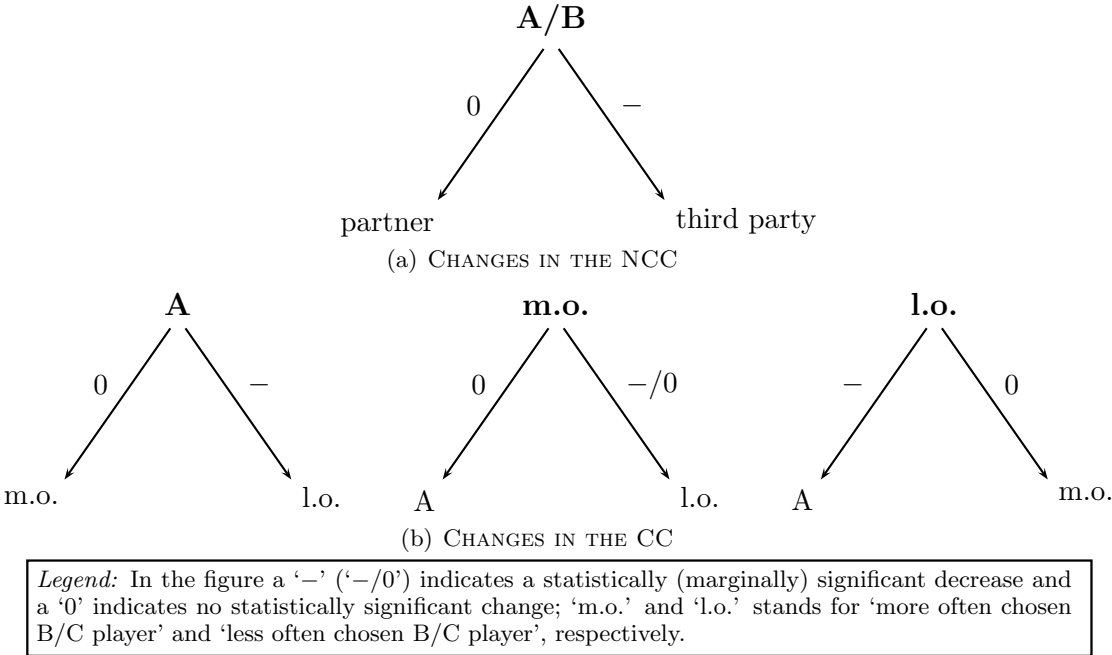 A/B
0 −
partner third party
(a) Changes in the NCC
A m.o. l.o.
0 − 0 −/0 − 0
m.o. l.o. A l.o. A m.o.
(b) Changes in the CC
Legend: In the figure a ‘−’ (‘−/0’) indicates a statistically (marginally) significant decrease and
a ‘0’ indicates no statistically significant change; ‘m.o.’ and ‘l.o.’ stands for ‘more often chosen
B/C player’ and ‘less often chosen B/C player’, respectively.